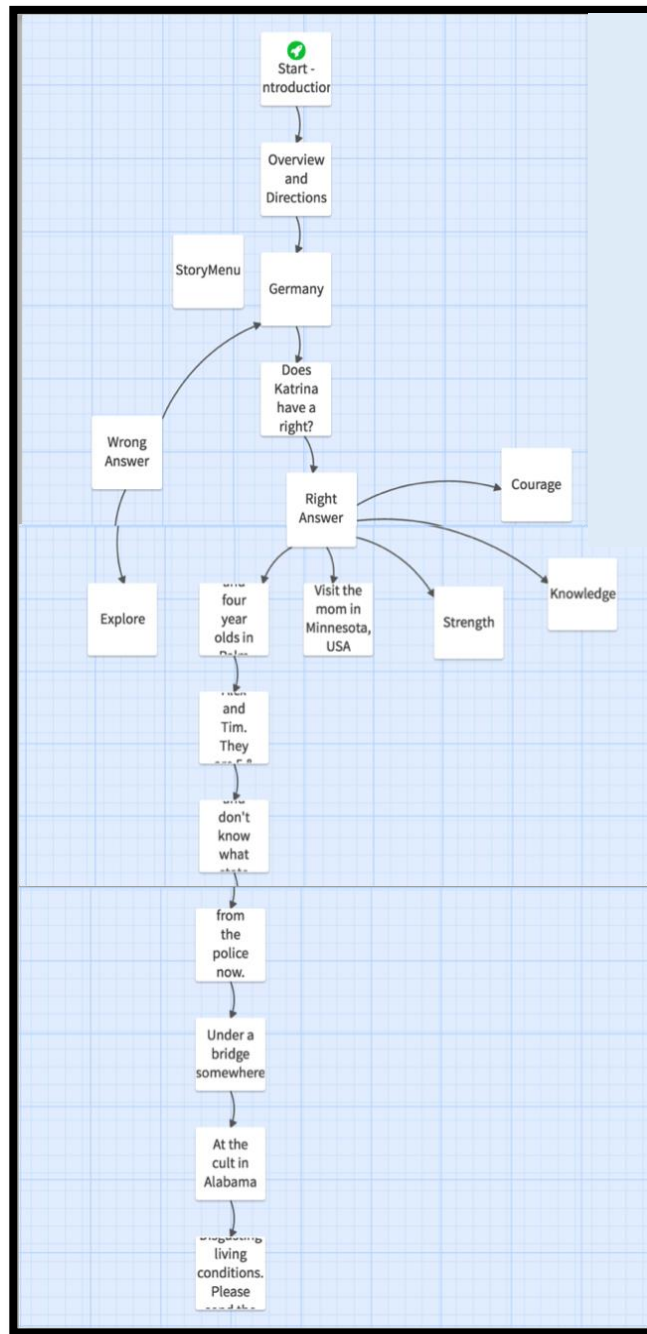 Start -
ntroduction
Overview
and
Directions
StoryMenu
Germany
Does
Katrina
have a
right?
Wrong
Answer
Right
Answer
Courage
Explore
four
year
olds in
Visit the
mom in
Minnesota,
USA
Strength
Knowledge
and
Tim.
They
don't
know
what
from
the
police
now.
Under a
bridge
somewhere
At the
cult in
Alabama
living
conditions.
Please